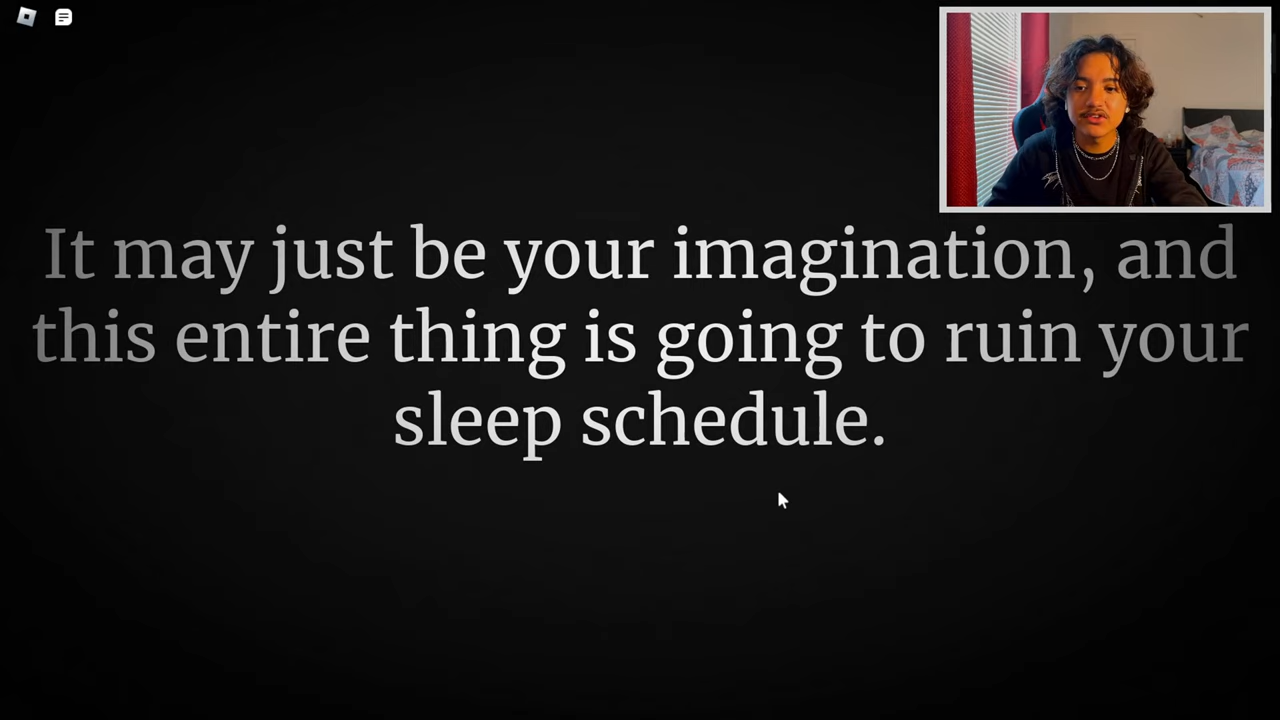 It may just be your imagination, and
this entire thing is going to ruin your
sleep schedule.